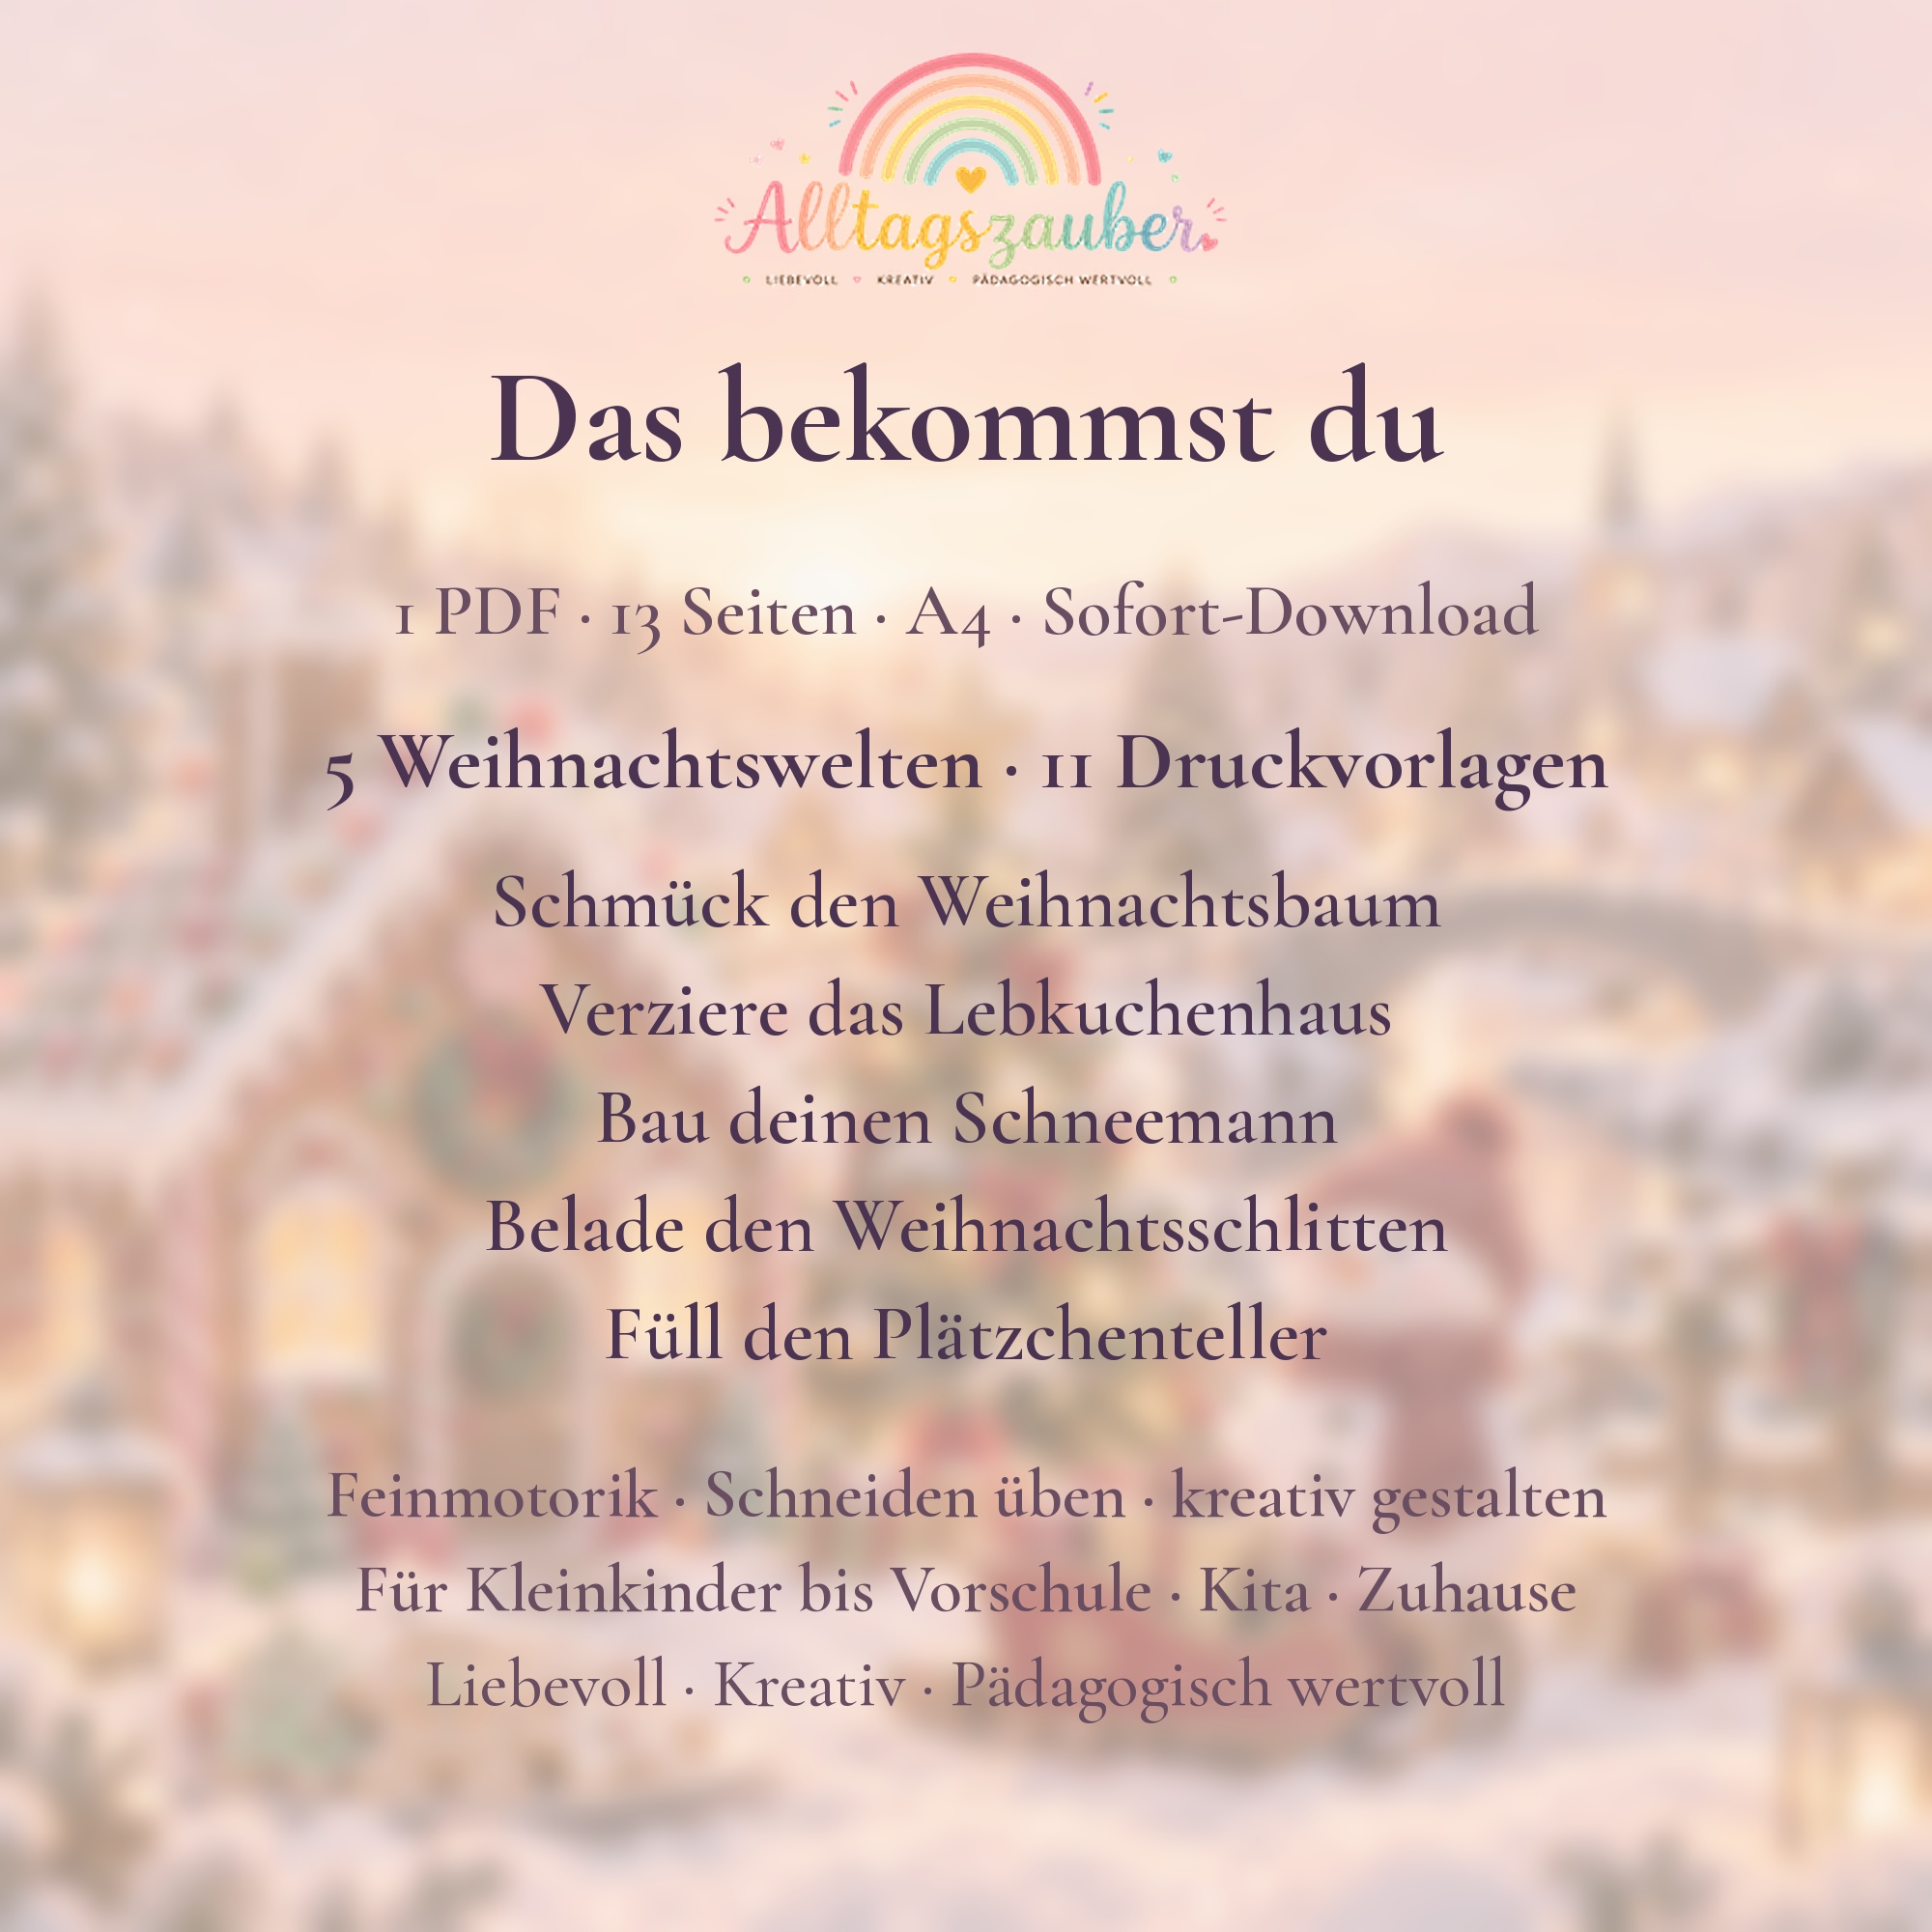 Alltagszauber
LIEBEVOLL KREATIV PÄDAGOGISCH WERTVOLL
Das bekommst du
1 PDF · 13 Seiten · A4 · Sofort-Download
5 Weihnachtswelten · 11 Druckvorlagen
Schmück den Weihnachtsbaum
Verziere das Lebkuchenhaus
Bau deinen Schneemann
Belade den Weihnachtsschlitten
Füll den Plätzchenteller
Feinmotorik · Schneiden üben · kreativ gestalten
Für Kleinkinder bis Vorschule · Kita · Zuhause
Liebevoll · Kreativ · Pädagogisch wertvoll